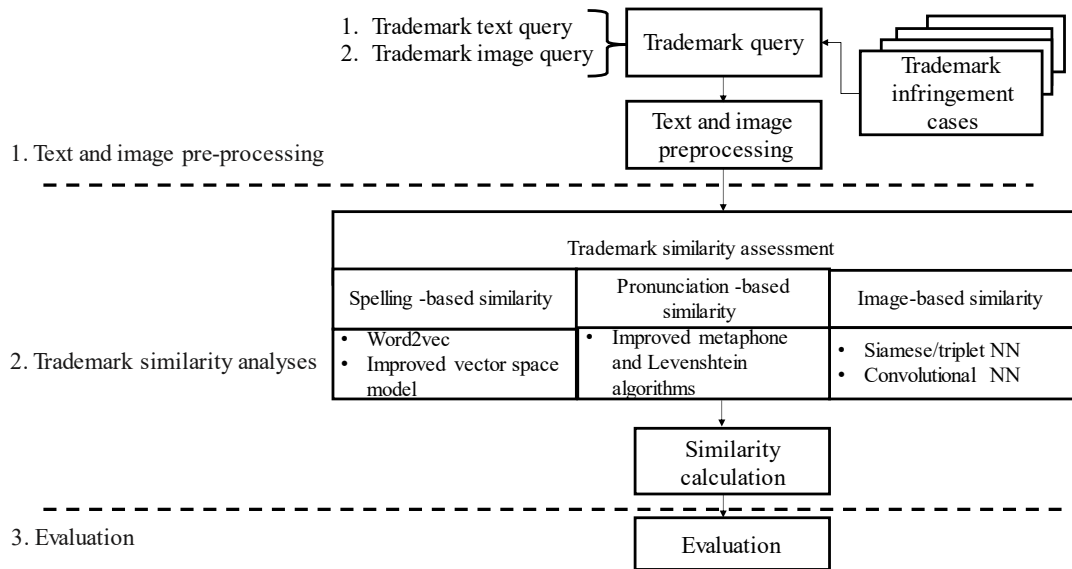 1. Trademark text query
2. Trademark image query
Trademark query
Trademark
infringement
cases
Text and image
preprocessing
1. Text and image pre-processing
Trademark similarity assessment
Spelling -based similarity
Pronunciation -based
similarity
Image-based similarity
2. Trademark similarity analyses
• Word2vec
• Improved vector space
model
• Improved metaphone
and Levenshtein
algorithms
• Siamese/triplet NN
• Convolutional NN
Similarity
calculation
3. Evaluation
Evaluation